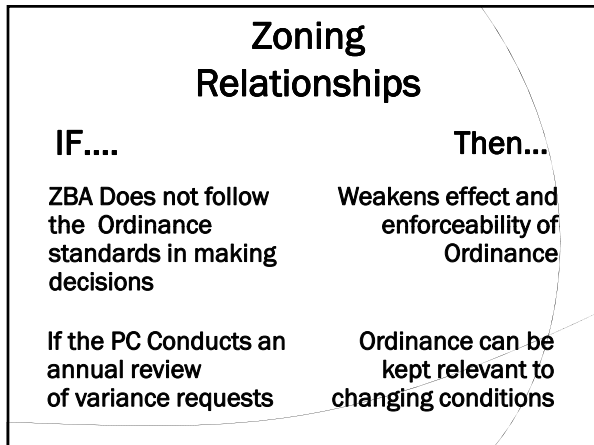 Zoning
Relationships
IF....
Then...
ZBA Does not follow
the Ordinance
standards in making
decisions
Weakens effect and
enforceability of
Ordinance
If the PC Conducts an
annual review
of variance requests
Ordinance can be
kept relevant to
changing conditions